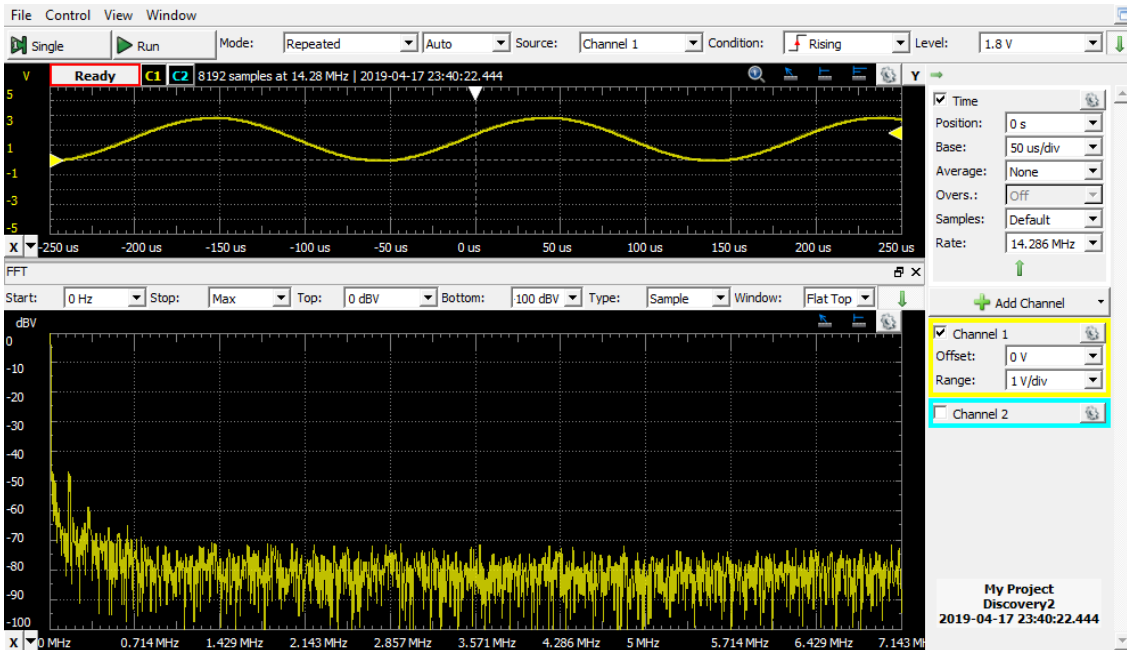 File Control View Window
Single Run Mode: Repeated Auto Source: Channel 1 Condition: Rising Level: 1.8 V
V Ready C1 C2 8192 samples at 14.28 MHz | 2019-04-17 23:40:22.444 Y
5
3
1
-1
-3
-5
X -250 us -200 us -150 us -100 us -50 us 0 us 50 us 100 us 150 us 200 us 250 us
FFT
Start: 0 Hz Stop: Max Top: 0 dBV Bottom: -100 dBV Type: Sample Window: Flat Top
dBV
0
-10
-20
-30
-40
-50
-60
-70
-80
-90
-100
X 0 MHz 0.714 MHz 1.429 MHz 2.143 MHz 2.857 MHz 3.571 MHz 4.286 MHz 5 MHz 5.714 MHz 6.429 MHz 7.143 MH
Time
Position: 0 s
Base: 50 us/div
Average: None
Overs.: Off
Samples: Default
Rate: 14.286 MHz
Add Channel
Channel 1
Offset: 0 V
Range: 1 V/div
Channel 2
My Project
Discovery2
2019-04-17 23:40:22.444